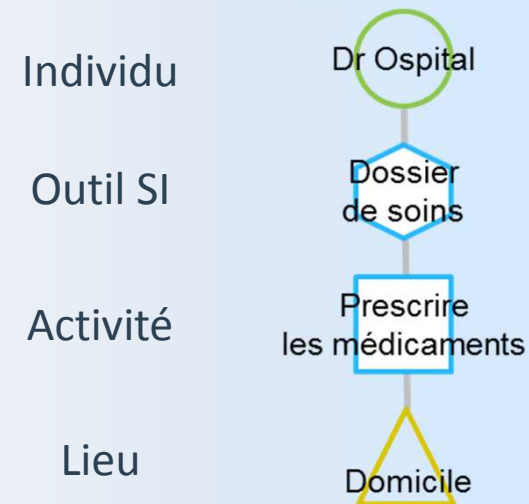 Individu
Dr Ospital
Outil SI
Dossier
de soins
Activité
Prescrire
les médicaments
Lieu
Domicile